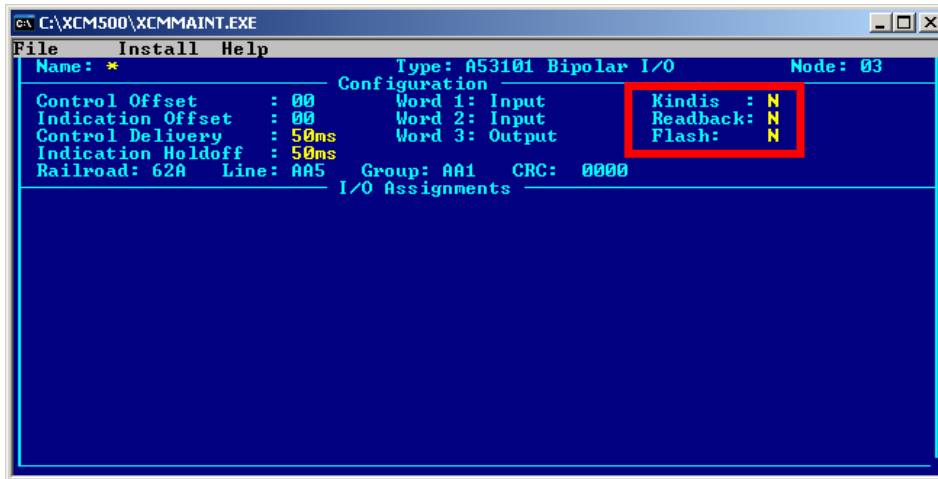 C:\XCM500\XCMMAINT.EXE
File Install Help
Name: * Type: A53101 Bipolar I/O Node: 03
Configuration
Control Offset : 00 Word 1: Input Kindis : N
Indication Offset : 00 Word 2: Input Readback: N
Control Delivery : 50ms Word 3: Output Flash: N
Indication Holdoff : 50ms
Railroad: 62A Line: AA5 Group: AA1 CRC: 0000
I/O Assignments